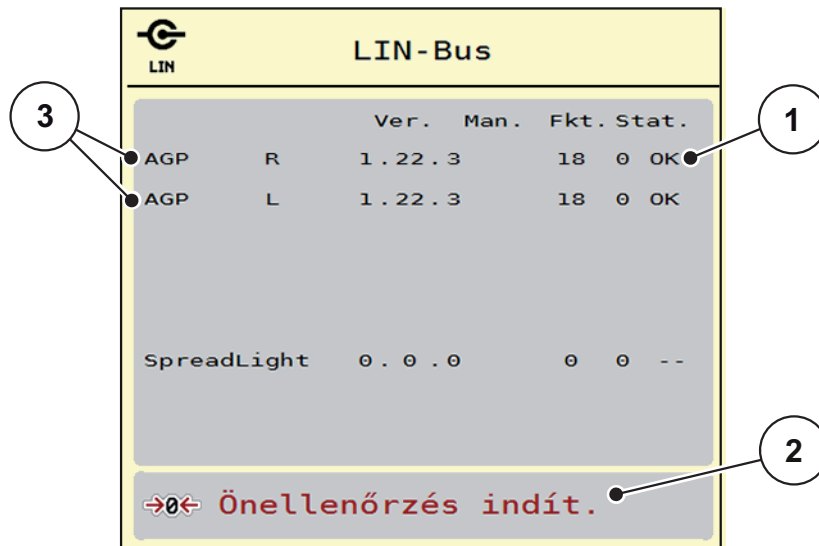 LIN
LIN-Bus
3
1
Ver. Man. Fkt. Stat.
AGP R 1.22.3 18 0 OK
AGP L 1.22.3 18 0 OK
SpreadLight 0.0.0 0 0 --
2
0 Önellenőrzés indít.